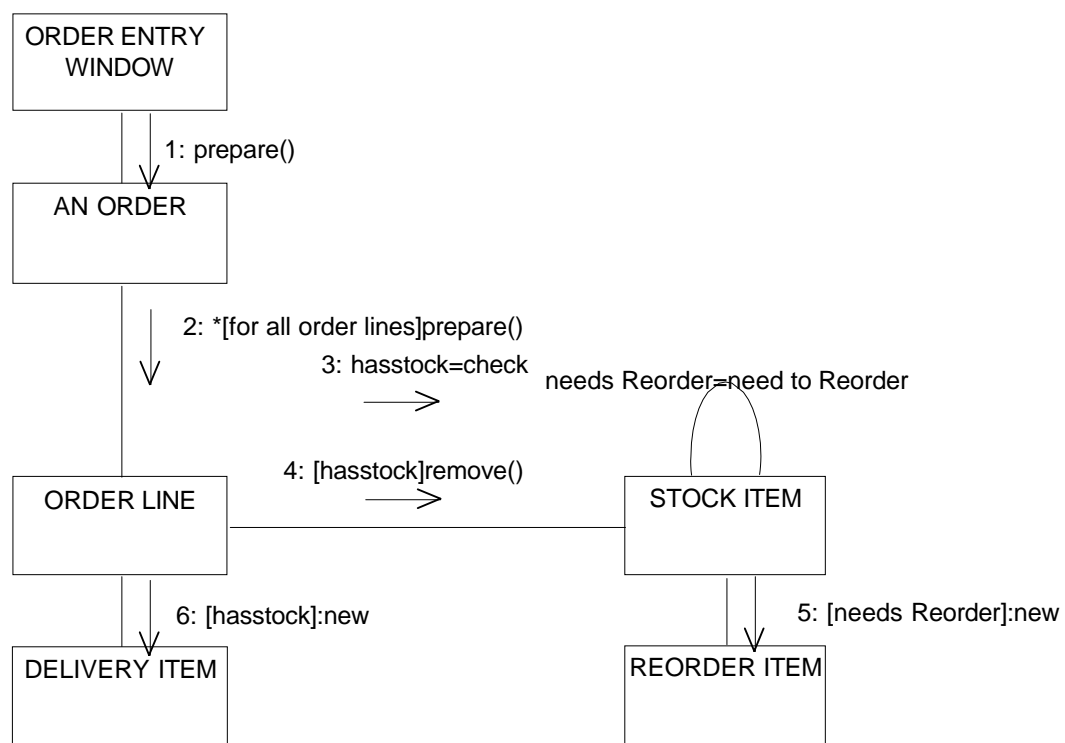 ORDER ENTRY
WINDOW
1: prepare()
AN ORDER
2: *[for all order lines]prepare()
3: hasstock=check
needs Reorder=need to Reorder
4: [hasstock]remove()
ORDER LINE
STOCK ITEM
6: [hasstock]:new
5: [needs Reorder]:new
DELIVERY ITEM
REORDER ITEM